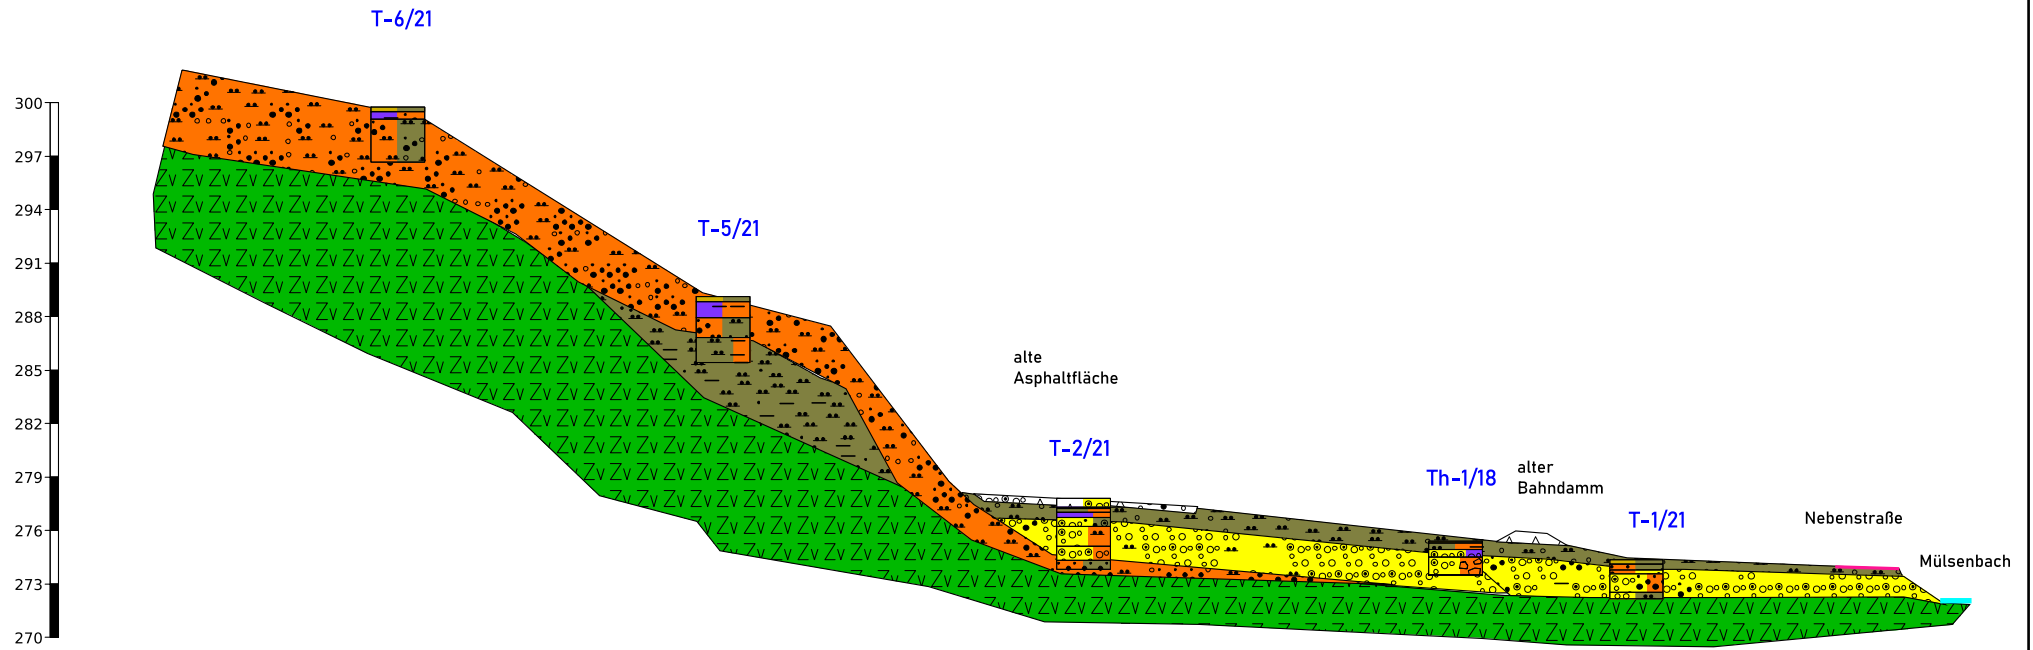 T-6/21
300
297
294
291
288
285
282
279
276
273
270
T-5/21
alte
Asphaltfläche
T-2/21
Th-1/18
alter
Bahndamm
T-1/21
Nebenstraße
Mülsenbach